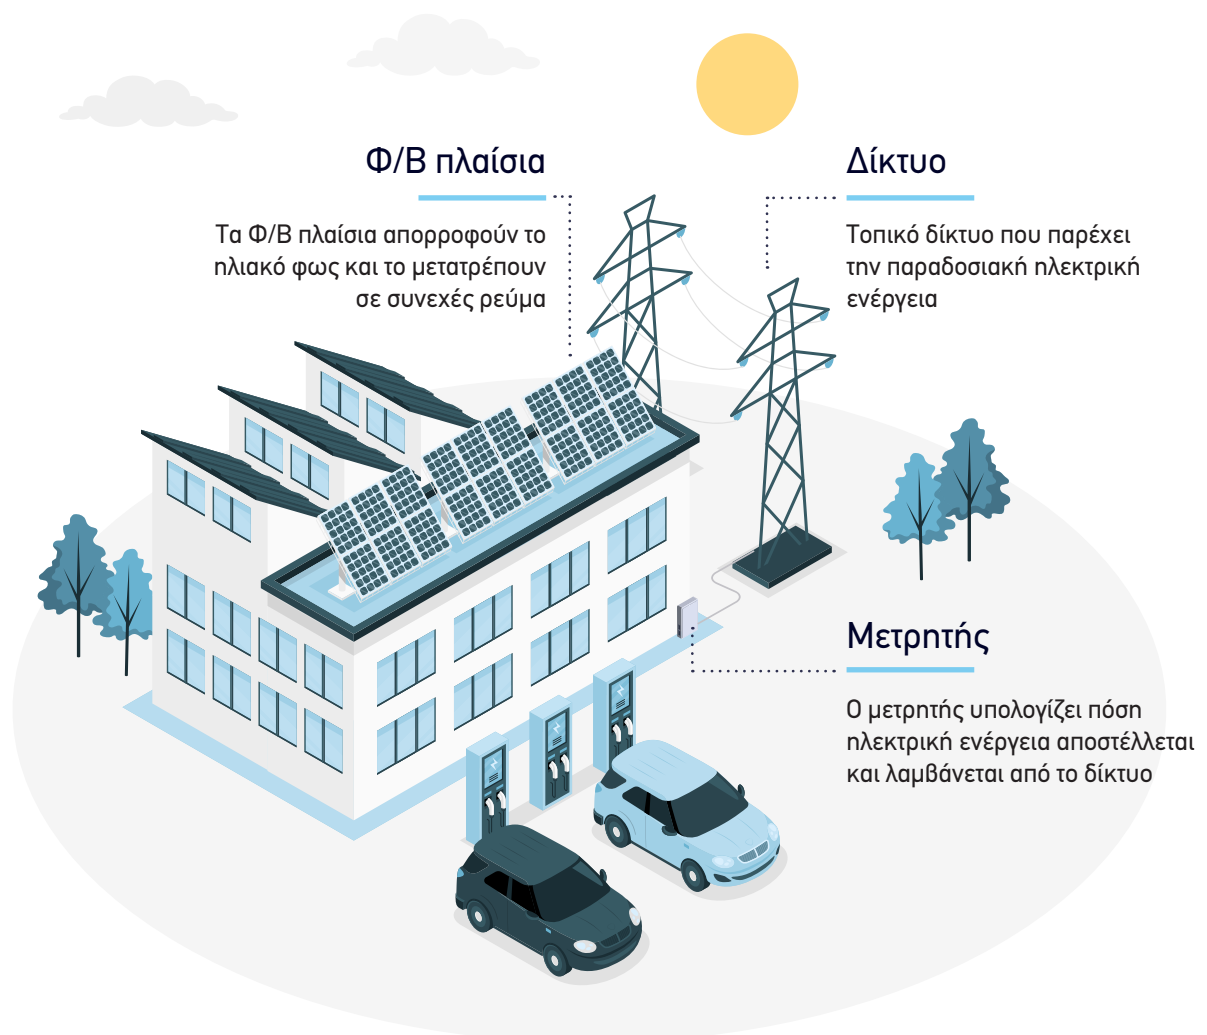 Φ/Β πλαίσια
Τα Φ/Β πλαίσια απορροφούν το
ηλιακό φως και το μετατρέπουν
σε συνεχές ρεύμα
Δίκτυο
Τοπικό δίκτυο που παρέχει
την παραδοσιακή ηλεκτρική
ενέργεια
Μετρητής
Ο μετρητής υπολογίζει πόση
ηλεκτρική ενέργεια αποστέλλεται
και λαμβάνεται από το δίκτυο